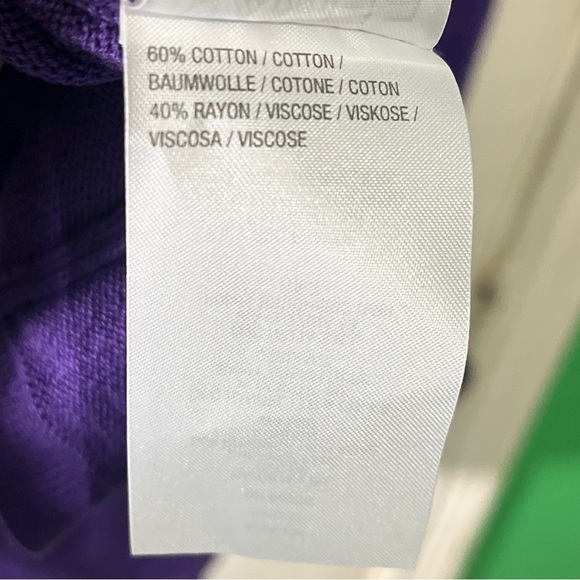 60% COTTON / COTTON /
BAUMWOLLE / COTONE / COTON
40% RAYON / VISCOSE / VISKOSE /
VISCOSA / VISCOSE